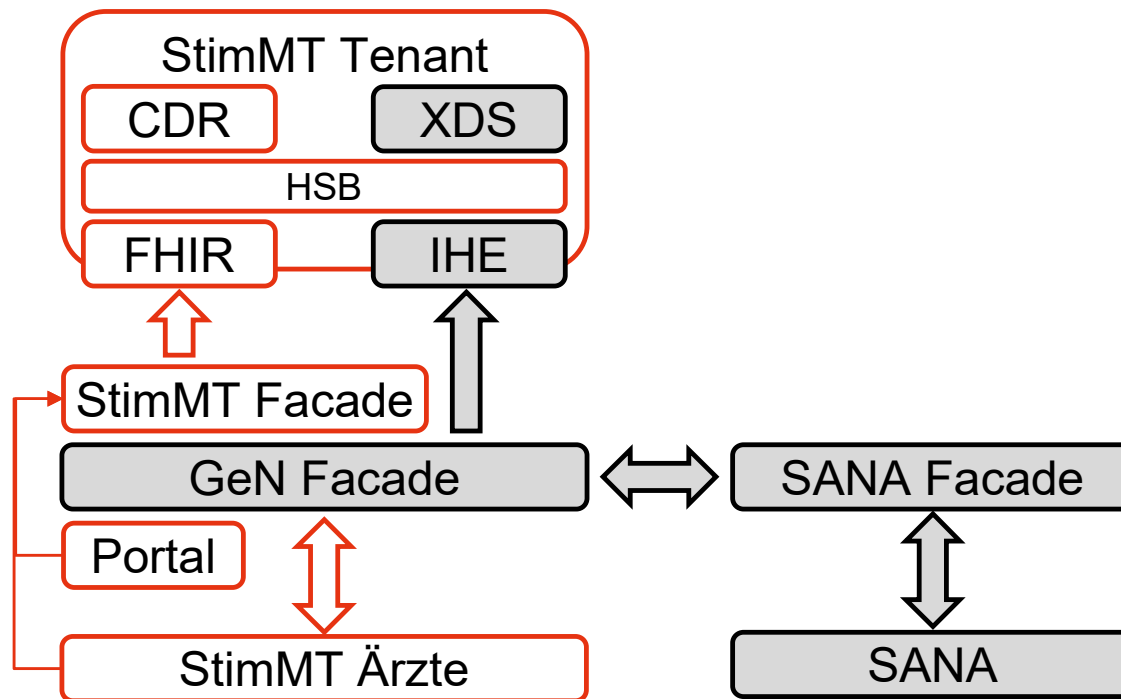 StimMT Tenant
CDR
XDS
HSB
FHIR
IHE
StimMT Facade
GeN Facade
SANA Facade
Portal
StimMT Ärzte
SANA